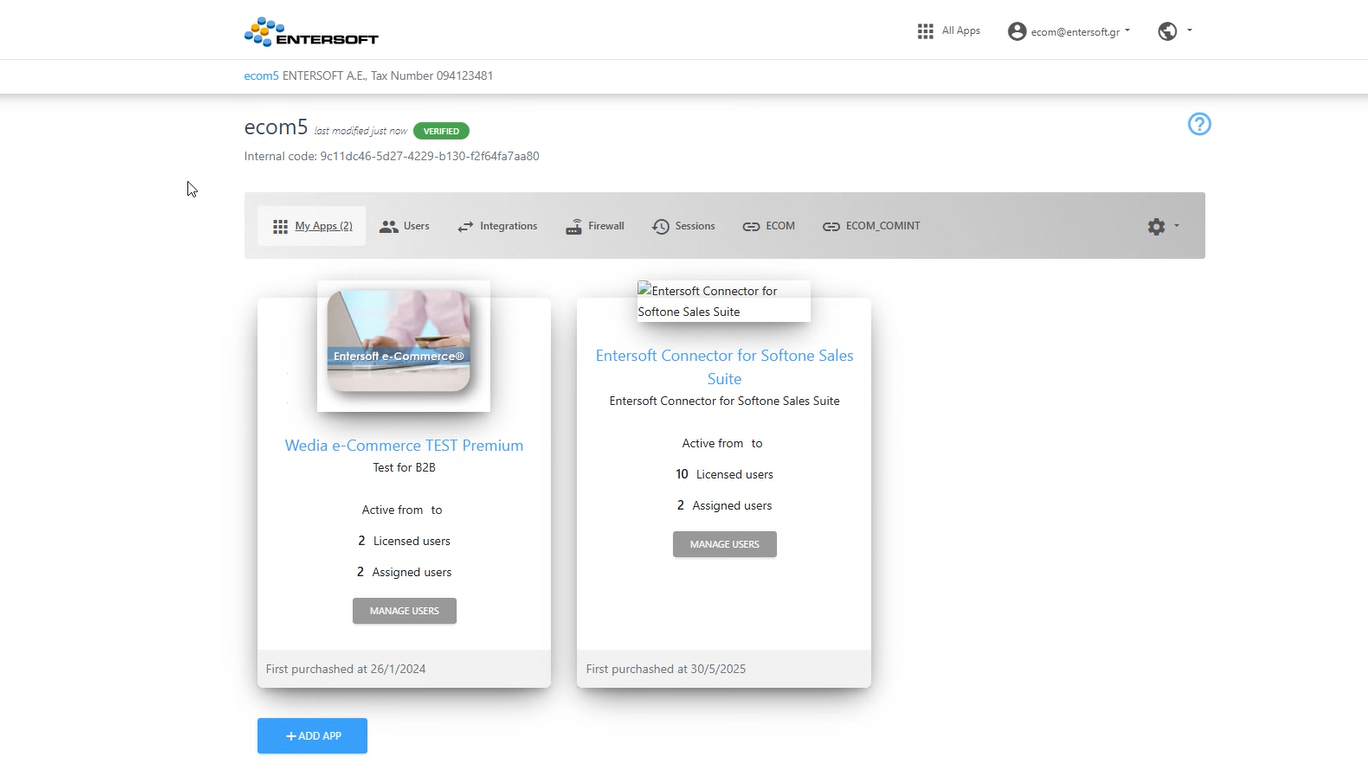 ENTERSOFT
All Apps
ecom@entersoft.gr
ecom5 ENTERSOFT A.E., Tax Number 094123481
ecom5 last modified just now VERIFIED
Internal code: 9c11dc46-5d27-4229-b130-f2f64fa7aa80
My Apps (2)
Users
Integrations
Firewall
Sessions
ECOM
ECOM_COMINT
Entersoft e-Commerce®
Wedia e-Commerce TEST Premium
Test for B2B
Active from to
2 Licensed users
2 Assigned users
MANAGE USERS
First purchashed at 26/1/2024
Entersoft Connector for
Softone Sales Suite
Entersoft Connector for Softone Sales
Suite
Entersoft Connector for Softone Sales Suite
Active from to
10 Licensed users
2 Assigned users
MANAGE USERS
First purchashed at 30/5/2025
+ ADD APP